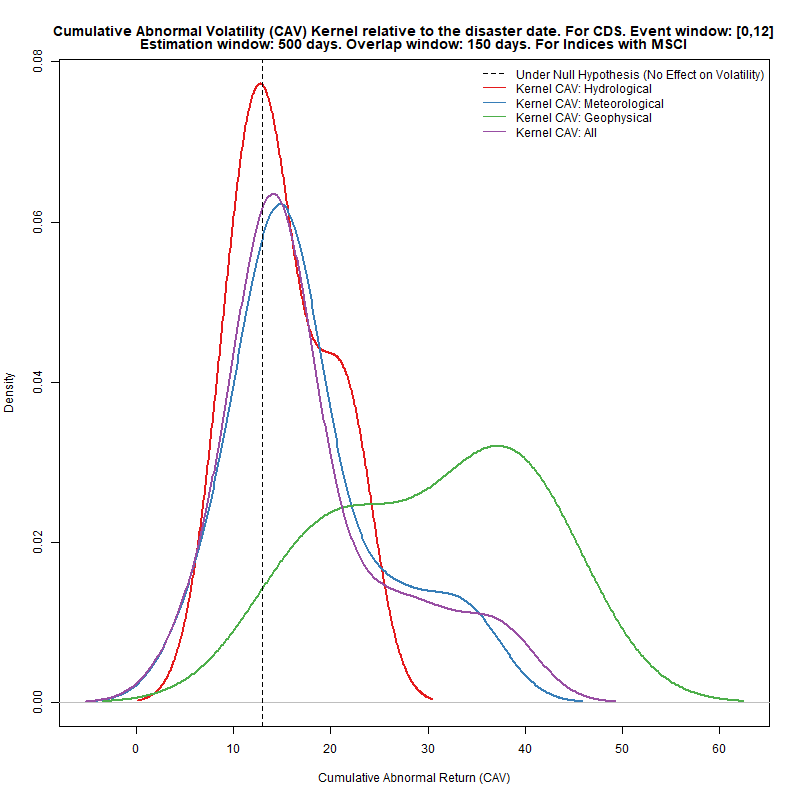 Cumulative Abnormal Volatility (CAV) Kernel relative to the disaster date. For CDS. Event window: [0,12]
Estimation window: 500 days. Overlap window: 150 days. For Indices with MSCI
Under Null Hypothesis (No Effect on Volatility)
Kernel CAV: Hydrological
Kernel CAV: Meteorological
Kernel CAV: Geophysical
Kernel CAV: All
0.08
0.06
0.04
0.02
0.00
Density
0 10 20 30 40 50 60
Cumulative Abnormal Return (CAV)